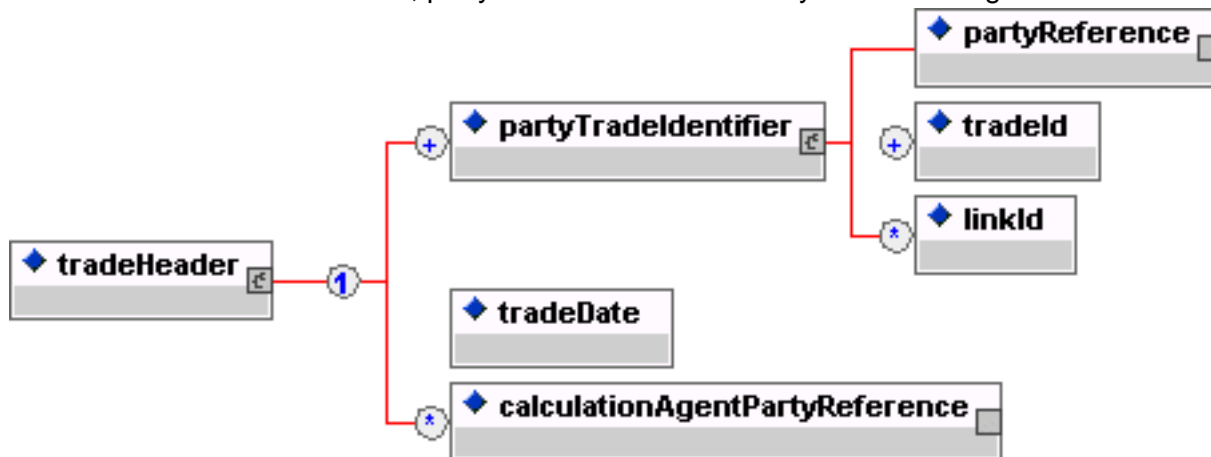 partyReference
partyTradeIdentifier
+
+
tradeId
*
linkId
tradeHeader
1
tradeDate
*
calculationAgentPartyReference